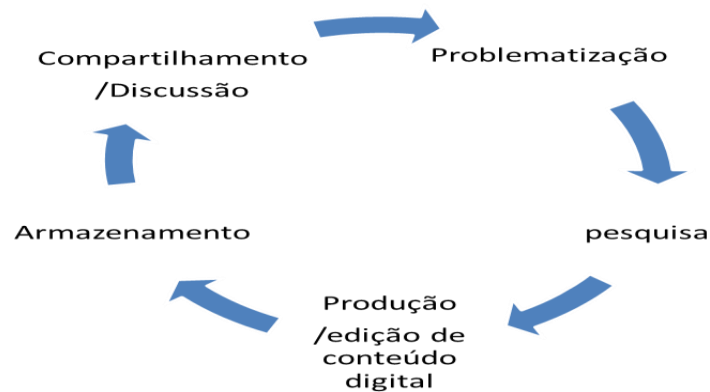 Compartilhamento
/Discussão
Problematização
Armazenamento
pesquisa
Produção
/edição de
conteúdo
digital